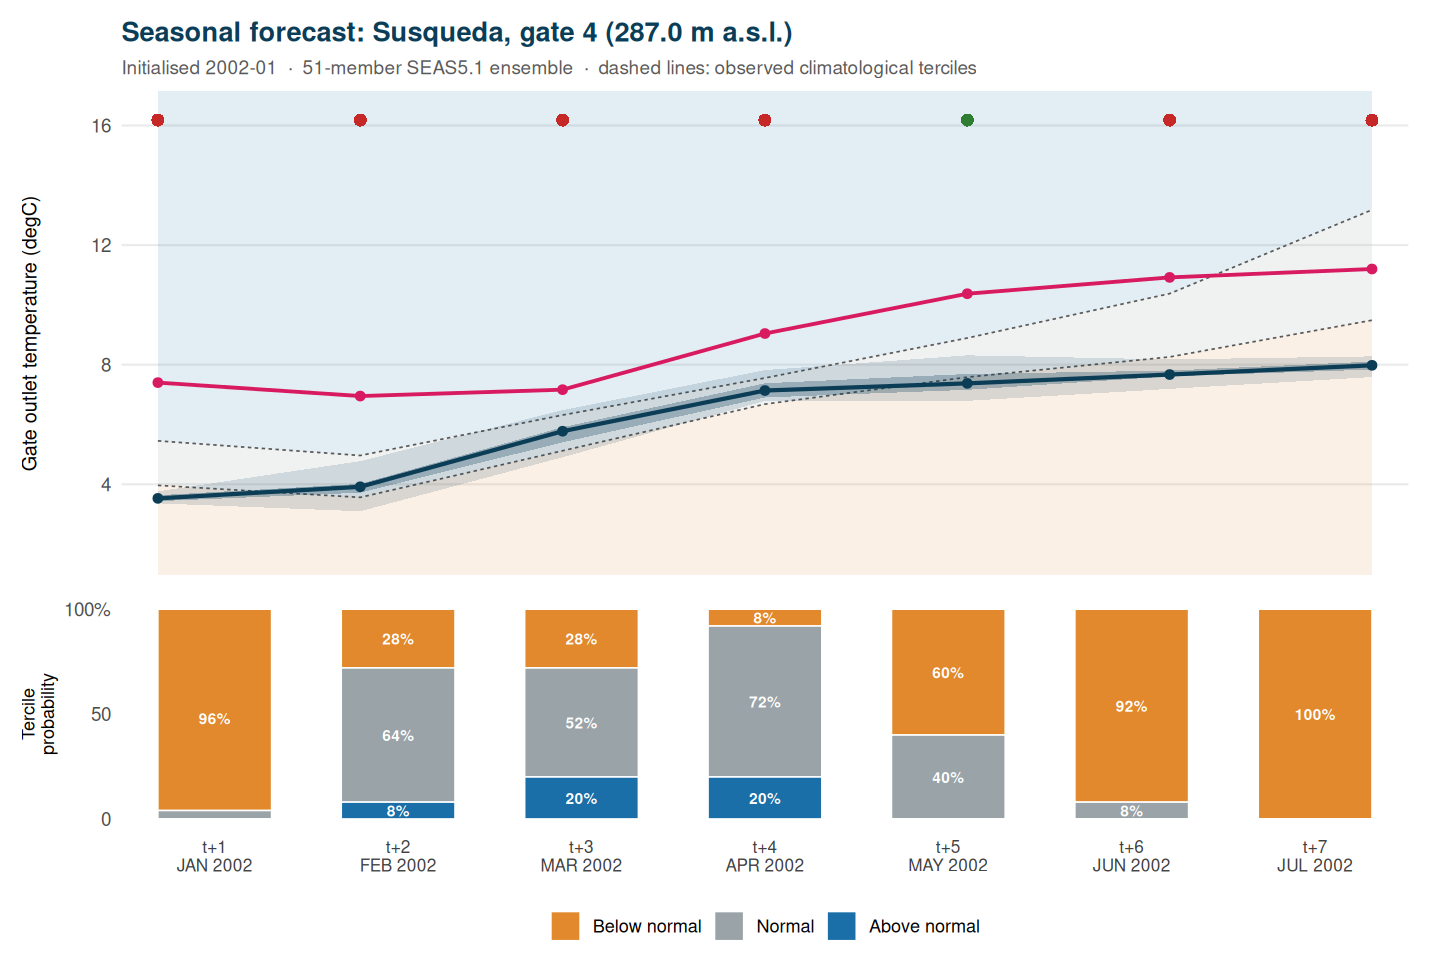 Seasonal forecast: Susqueda, gate 4 (287.0 m a.s.l.)
Initialised 2002-01 · 51-member SEAS5.1 ensemble · dashed lines: observed climatological terciles
Gate outlet temperature (degC)
16
12
8
4
Tercile
probability
100%
50
0
96%
28%
64%
8%
28%
52%
20%
8%
72%
20%
60%
40%
92%
8%
100%
t+1
JAN 2002
t+2
FEB 2002
t+3
MAR 2002
t+4
APR 2002
t+5
MAY 2002
t+6
JUN 2002
t+7
JUL 2002
Below normal
Normal
Above normal